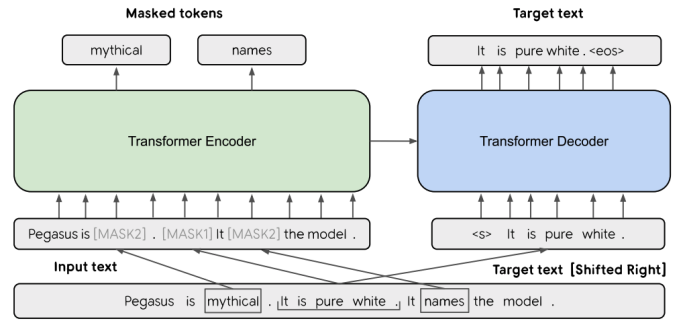 Masked tokens
Target text
mythical
names
It is pure white . <eos>
Transformer Encoder
Transformer Decoder
Pegasus is [MASK2] . [MASK1] It [MASK2] the model .
<s> It is pure white .
Input text
Target text [Shifted Right]
Pegasus is mythical . It is pure white . It names the model .